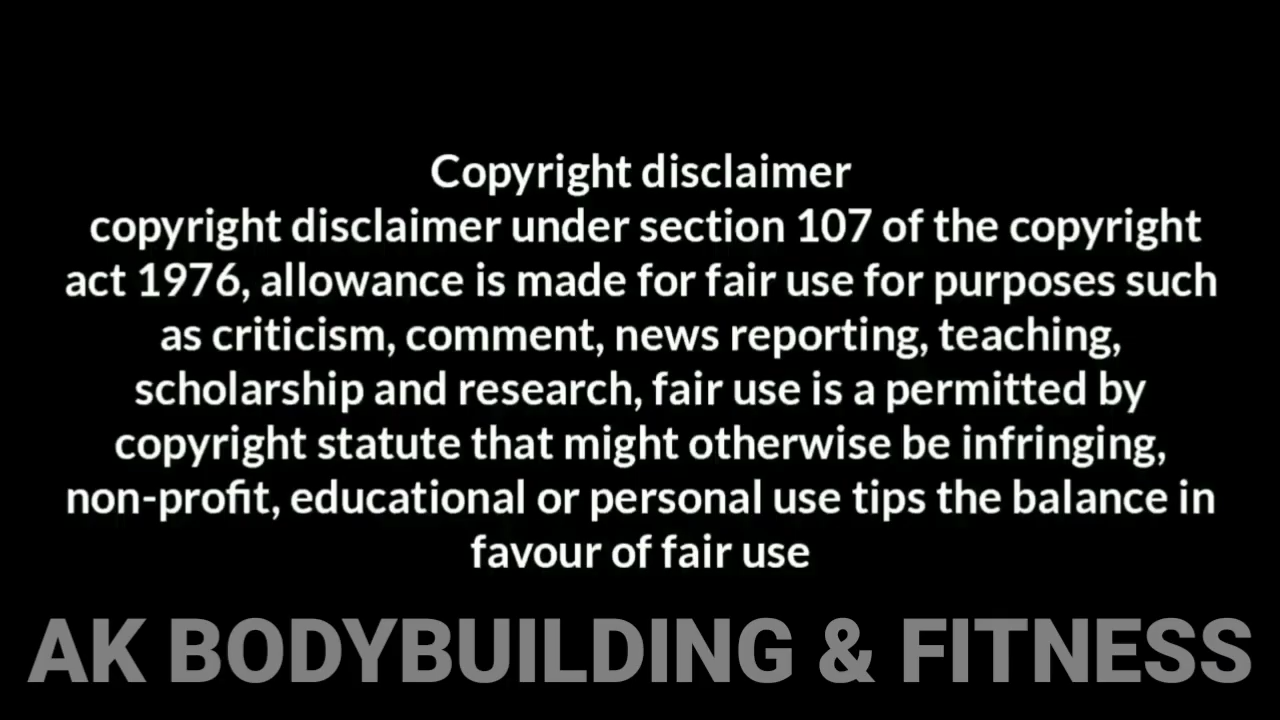 Copyright disclaimer
copyright disclaimer under section 107 of the copyright
act 1976, allowance is made for fair use for purposes such
as criticism, comment, news reporting, teaching,
scholarship and research, fair use is a permitted by
copyright statute that might otherwise be infringing,
non-profit, educational or personal use tips the balance in
favour of fair use
AK BODYBUILDING & FITNESS